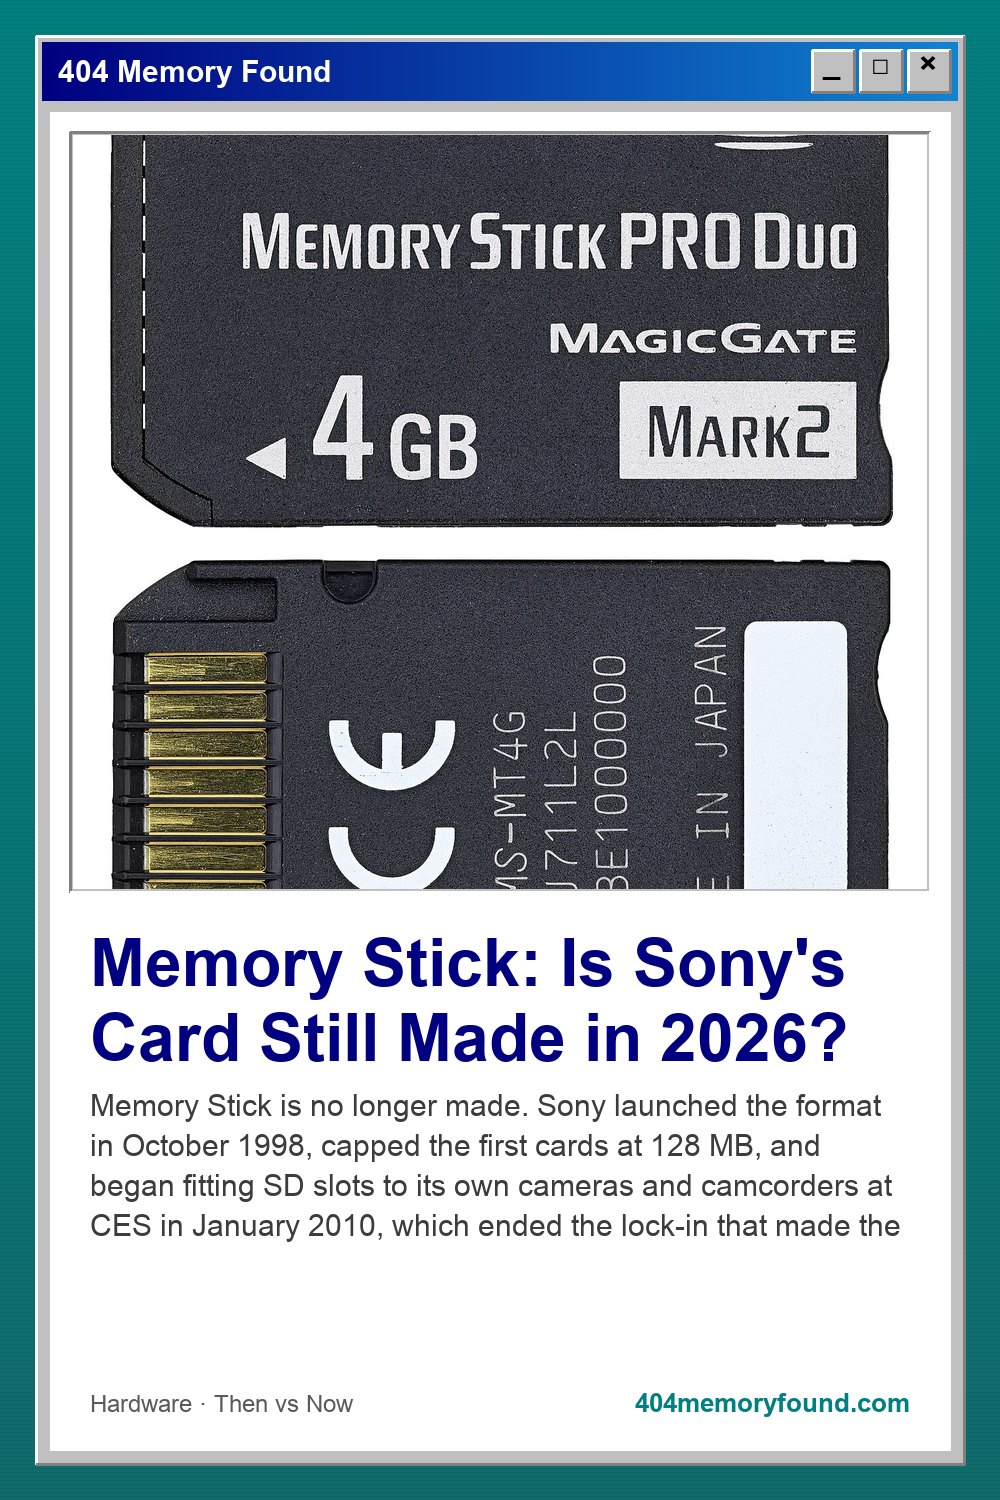 404 Memory Found
MEMORY STICK PRO DUO
MAGICGATE
4 GB
MARK2
CE
MS-MT4G
J711L2L
BE1000000
IN JAPAN
Memory Stick: Is Sony's
Card Still Made in 2026?
Memory Stick is no longer made. Sony launched the format
in October 1998, capped the first cards at 128 MB, and
began fitting SD slots to its own cameras and camcorders at
CES in January 2010, which ended the lock-in that made the
Hardware · Then vs Now
404memoryfound.com